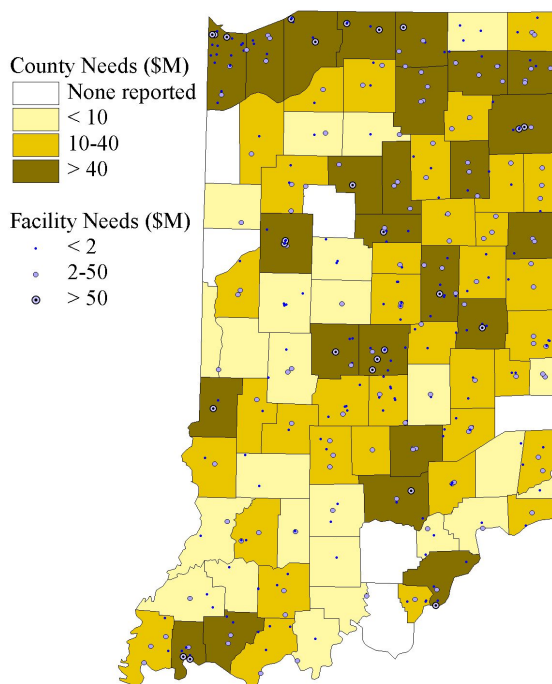 County Needs ($M)
None reported
< 10
10-40
> 40
Facility Needs ($M)
< 2
2-50
> 50